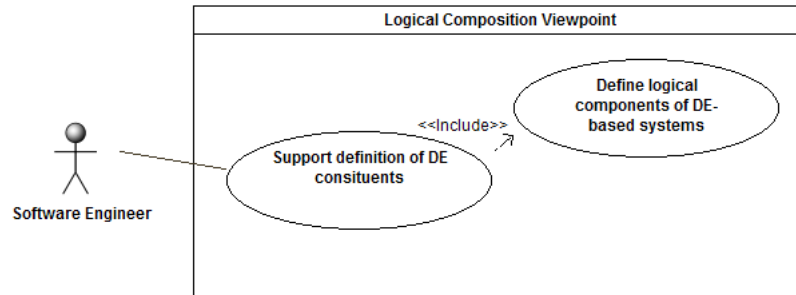 Logical Composition Viewpoint
Define logical
components of DE-
based systems
<<Include>>
Support definition of DE
consituents
Software Engineer